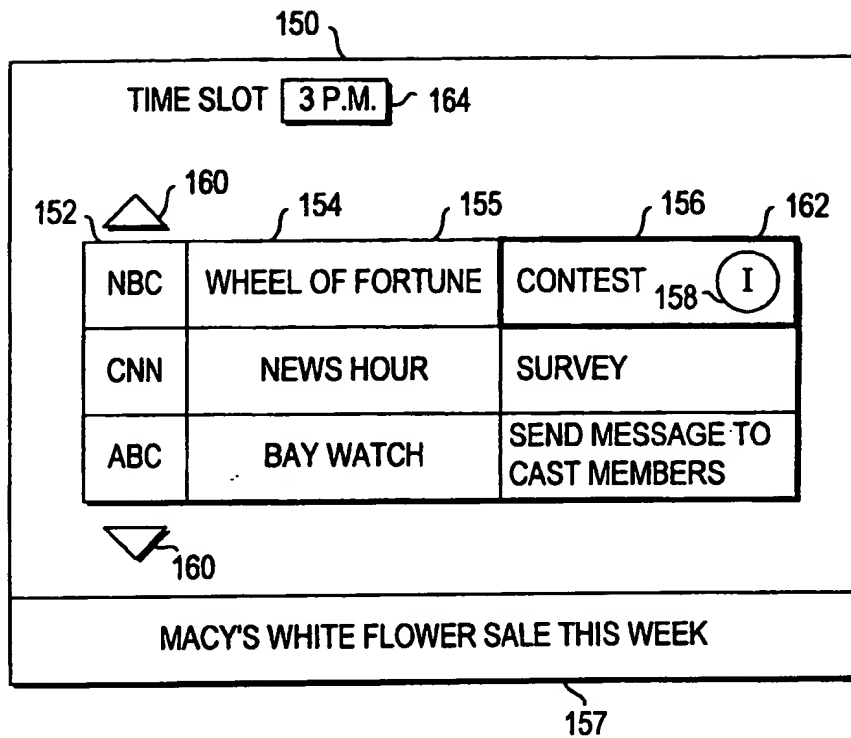 150
TIME SLOT 3 P.M. 164
160
152 154 155 156 162
NBC WHEEL OF FORTUNE CONTEST 158 I
CNN NEWS HOUR SURVEY
ABC BAY WATCH SEND MESSAGE TO
CAST MEMBERS
160
MACY'S WHITE FLOWER SALE THIS WEEK
157